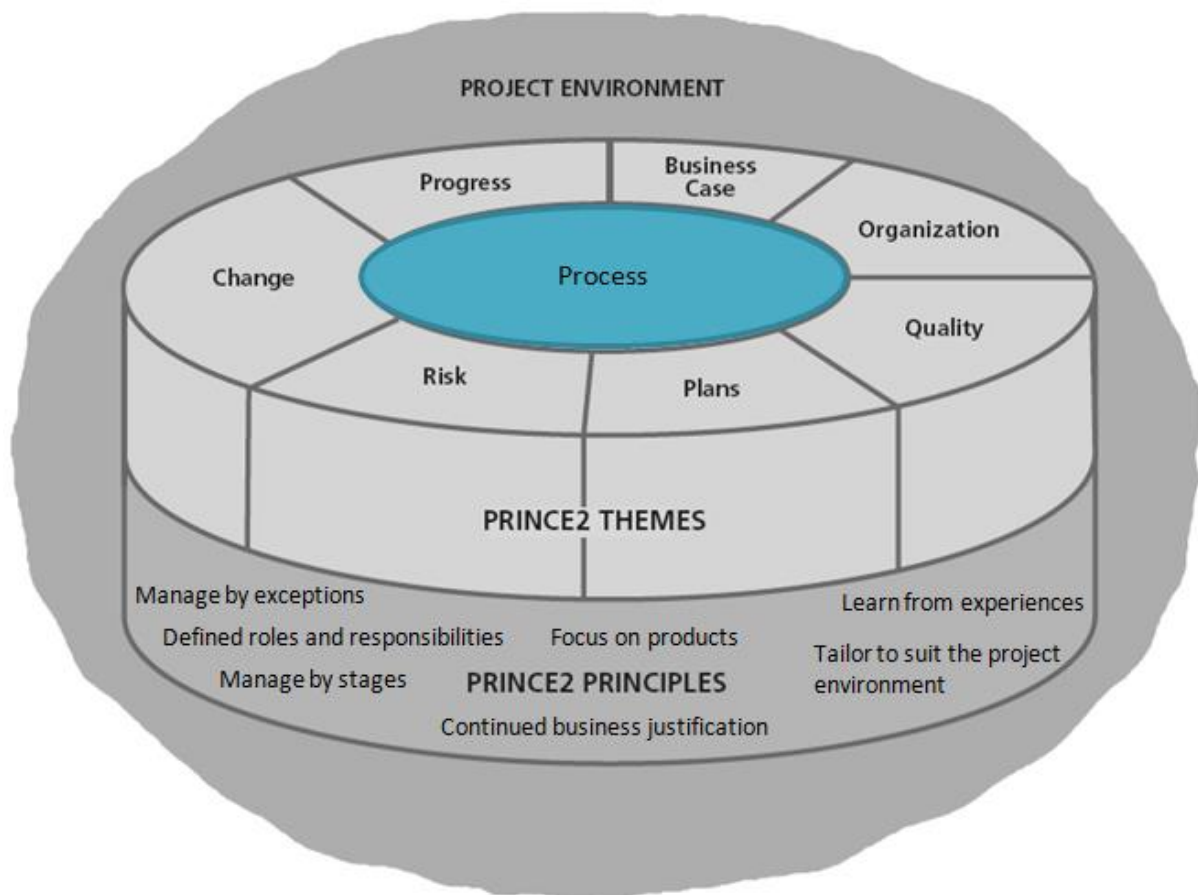 PROJECT ENVIRONMENT
Progress
Business
Case
Organization
Change
Process
Quality
Risk
Plans
PRINCE2 THEMES
Manage by exceptions
Learn from experiences
Defined roles and responsibilities
Focus on products
Tailor to suit the project
environment
Manage by stages
PRINCE2 PRINCIPLES
Continued business justification